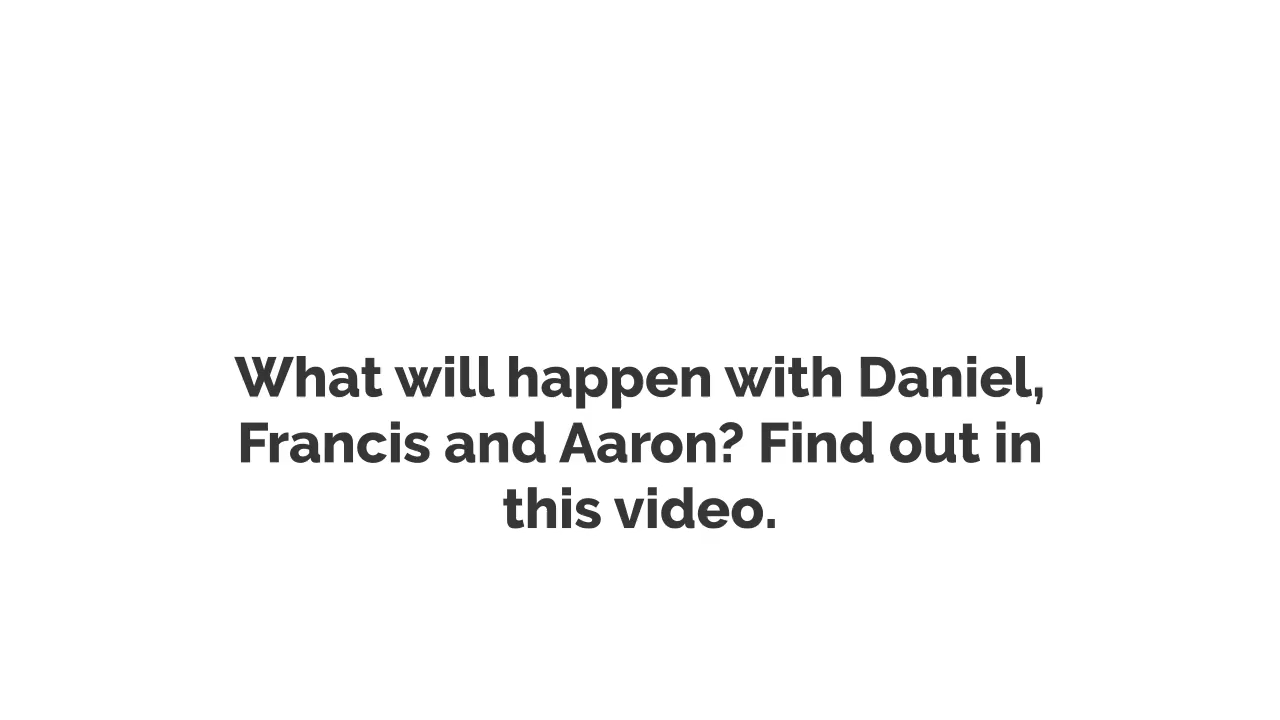 What will happen with Daniel,
Francis and Aaron? Find out in
this video.